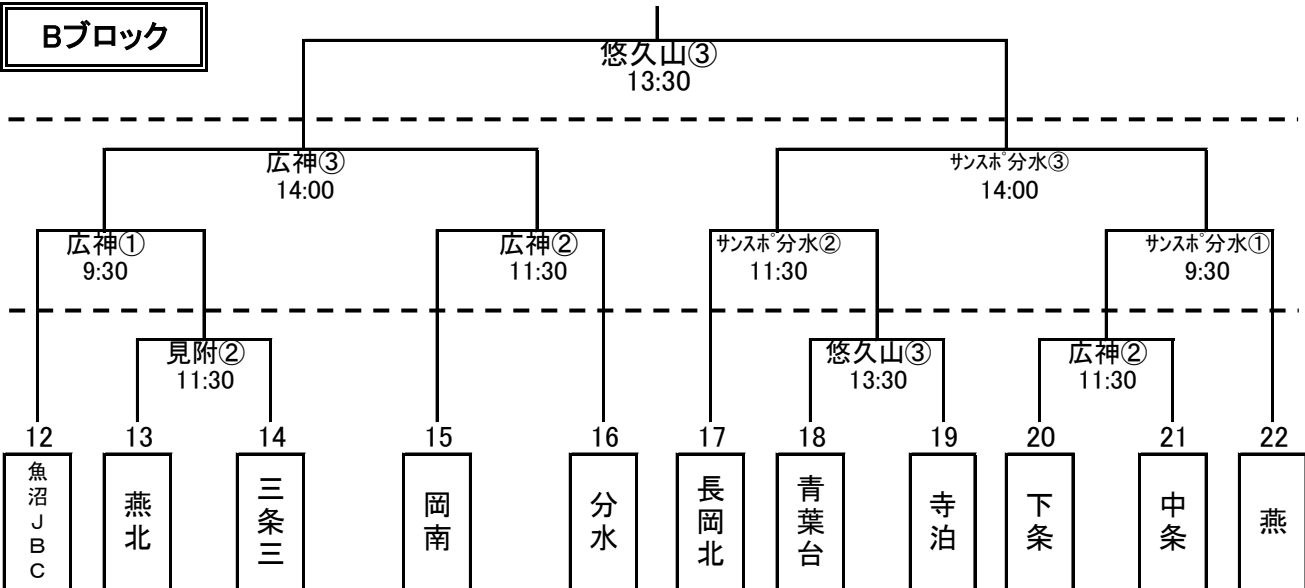 Bブロック
悠久山③
13:30
広神③
14:00
サンスポ分水③
14:00
広神①
9:30
広神②
11:30
サンスポ分水②
11:30
サンスポ分水①
9:30
見附②
11:30
悠久山③
13:30
広神②
11:30
12
13
14
15
16
17
18
19
20
21
22
魚沼JBC
燕北
三条三
岡南
分水
長岡北
青葉台
寺泊
下条
中条
燕